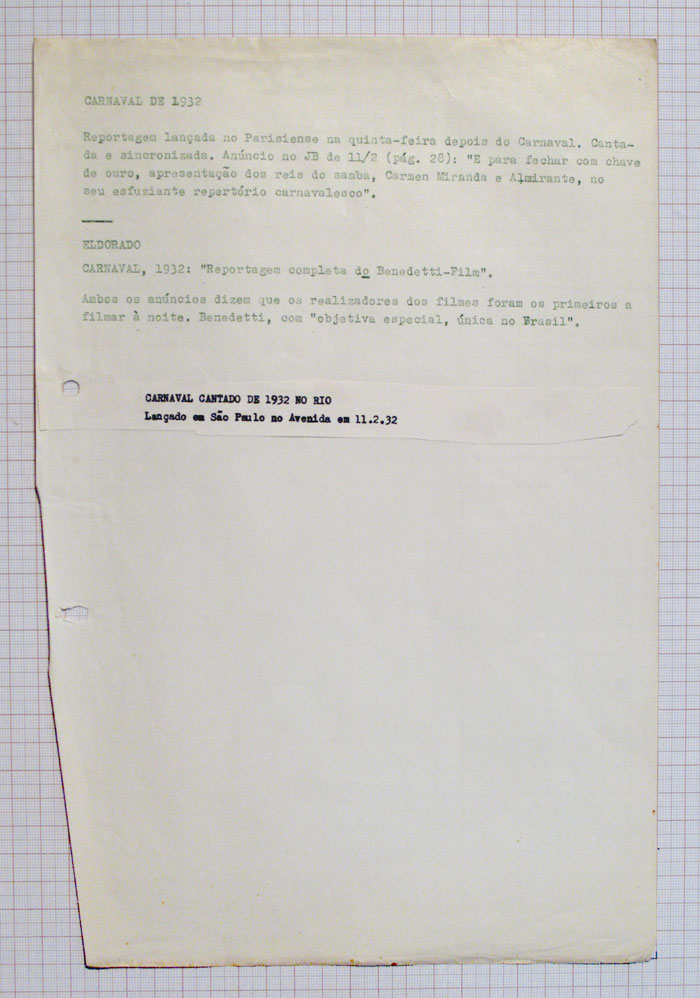 CARNAVAL DE 1932
Reportagem lançada no Parisiense na quinta-feira depois do Carnaval. Canta-
da e sincronizada. Anúncio no JB de 11/2 (pág. 28): "E para fechar com chave
de ouro, apresentação dos reis do samba, Carmen Miranda e Almirante, no
seu esfuziante repertório carnavalesco".
ELDORADO
CARNAVAL, 1932: "Reportagem completa do Benedetti-Film".
Ambos os anúncios dizem que os realizadores dos filmes foram os primeiros a
filmar à noite. Benedetti, com "objetiva especial, única no Brasil".
CARNAVAL CANTADO DE 1932 NO RIO
Lançado em São Paulo no Avenida em 11.2.32